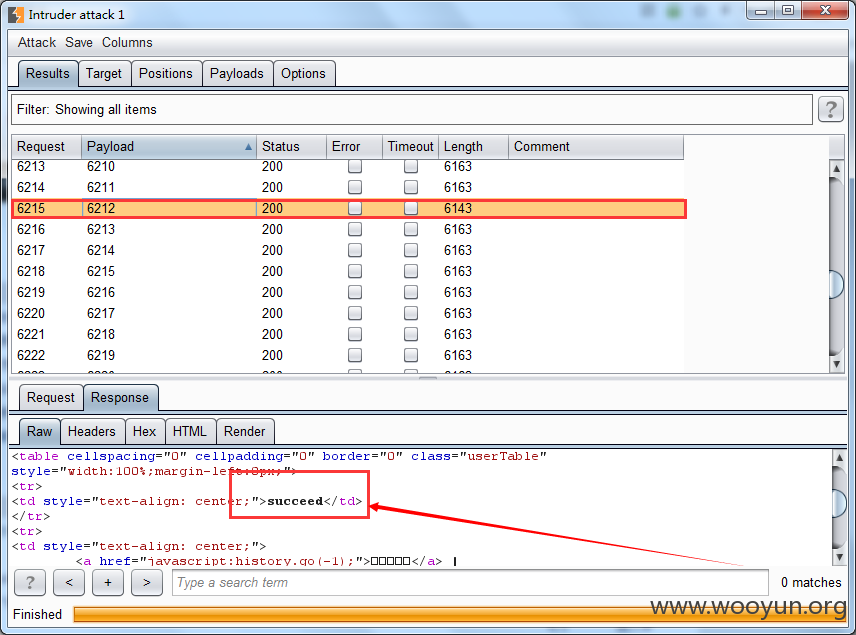 Intruder attack 1
Attack Save Columns
Results Target Positions Payloads Options
Filter: Showing all items ?
Request Payload Status Error Timeout Length Comment
6213 6210 200 6163
6214 6211 200 6163
6215 6212 200 6143
6216 6213 200 6163
6217 6214 200 6163
6218 6215 200 6163
6219 6216 200 6163
6220 6217 200 6163
6221 6218 200 6163
6222 6219 200 6163
Request Response
Raw Headers Hex HTML Render
<table cellspacing="0" cellpadding="0" border="0" class="userTable"
style="width:100%;margin-left:8px;">
<tr>
<td style="text-align: center;">succeed</td>
</tr>
<tr>
<td style="text-align: center;">
<a href="javascript:history.go(-1);">□□□□□</a> |
? < + > Type a search term 0 matches
www.wooyun.org
Finished